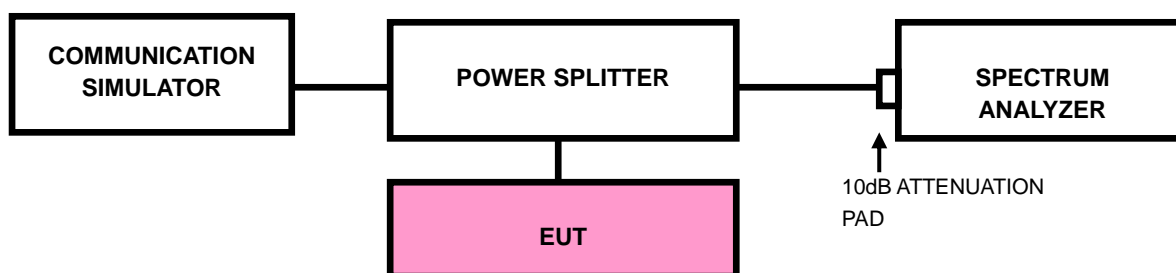 COMMUNICATION
SIMULATOR
POWER SPLITTER
SPECTRUM
ANALYZER
10dB ATTENUATION
PAD
EUT